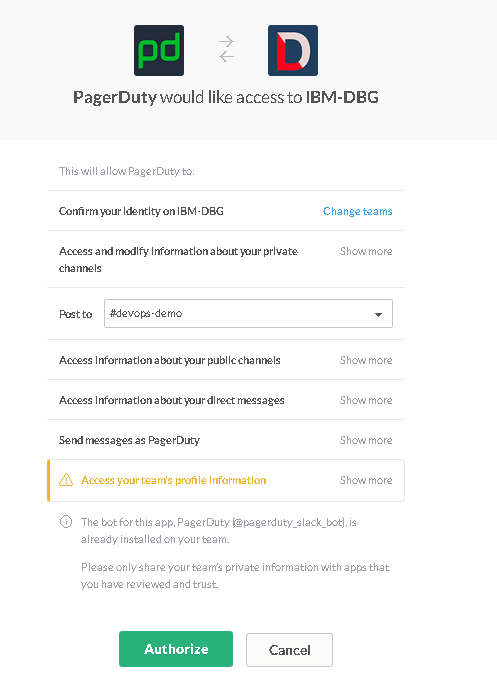 pd
D
PagerDuty would like access to IBM-DBG
This will allow PagerDuty to:
Confirm your identity on IBM-DBG
Change teams
Access and modify information about your private
channels
Show more
Post to
#devops-demo
Access information about your public channels
Show more
Access information about your direct messages
Show more
Send messages as PagerDuty
Show more
Access your team's profile information
Show more
The bot for this app, PagerDuty (@pagerduty_slack_bot), is
already installed on your team.
Please only share your team's private information with apps that
you have reviewed and trust.
Authorize
Cancel